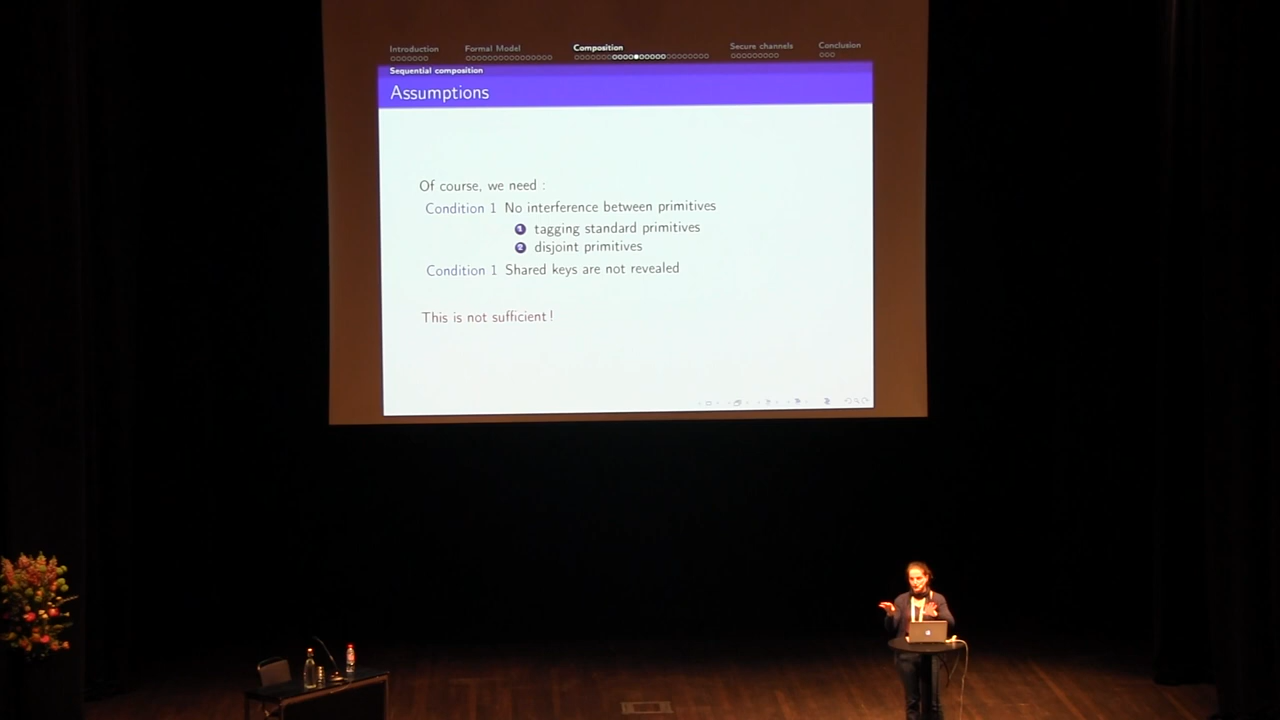 Introduction Formal Model Composition Secure channels Conclusion
Sequential composition
Assumptions
Of course, we need :
Condition 1 No interference between primitives
1 tagging standard primitives
2 disjoint primitives
Condition 1 Shared keys are not revealed
This is not sufficient !